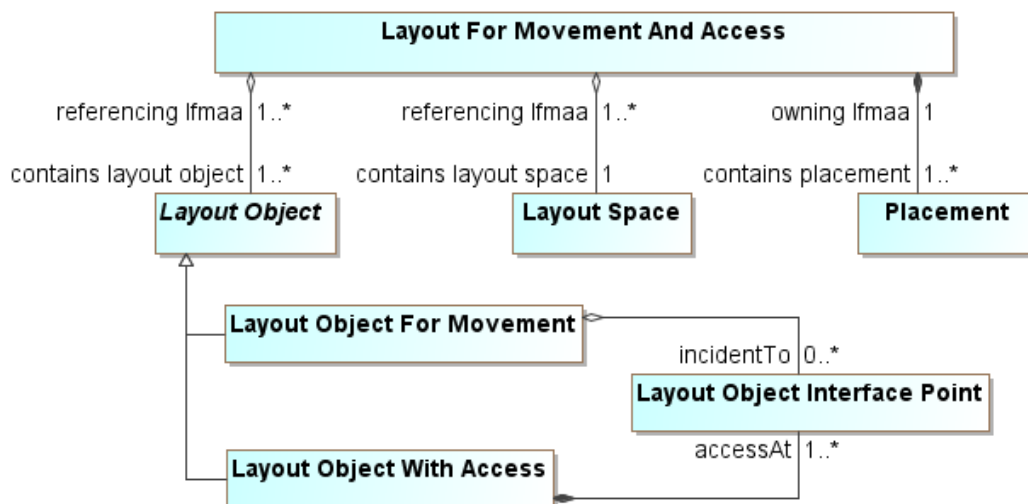 Layout For Movement And Access
referencing lfmaa 1..*
referencing lfmaa 1..*
owning lfmaa 1
contains layout object 1..*
contains layout space 1
contains placement 1..*
Layout Object
Layout Space
Placement
Layout Object For Movement
incidentTo 0..*
Layout Object Interface Point
accessAt 1..*
Layout Object With Access